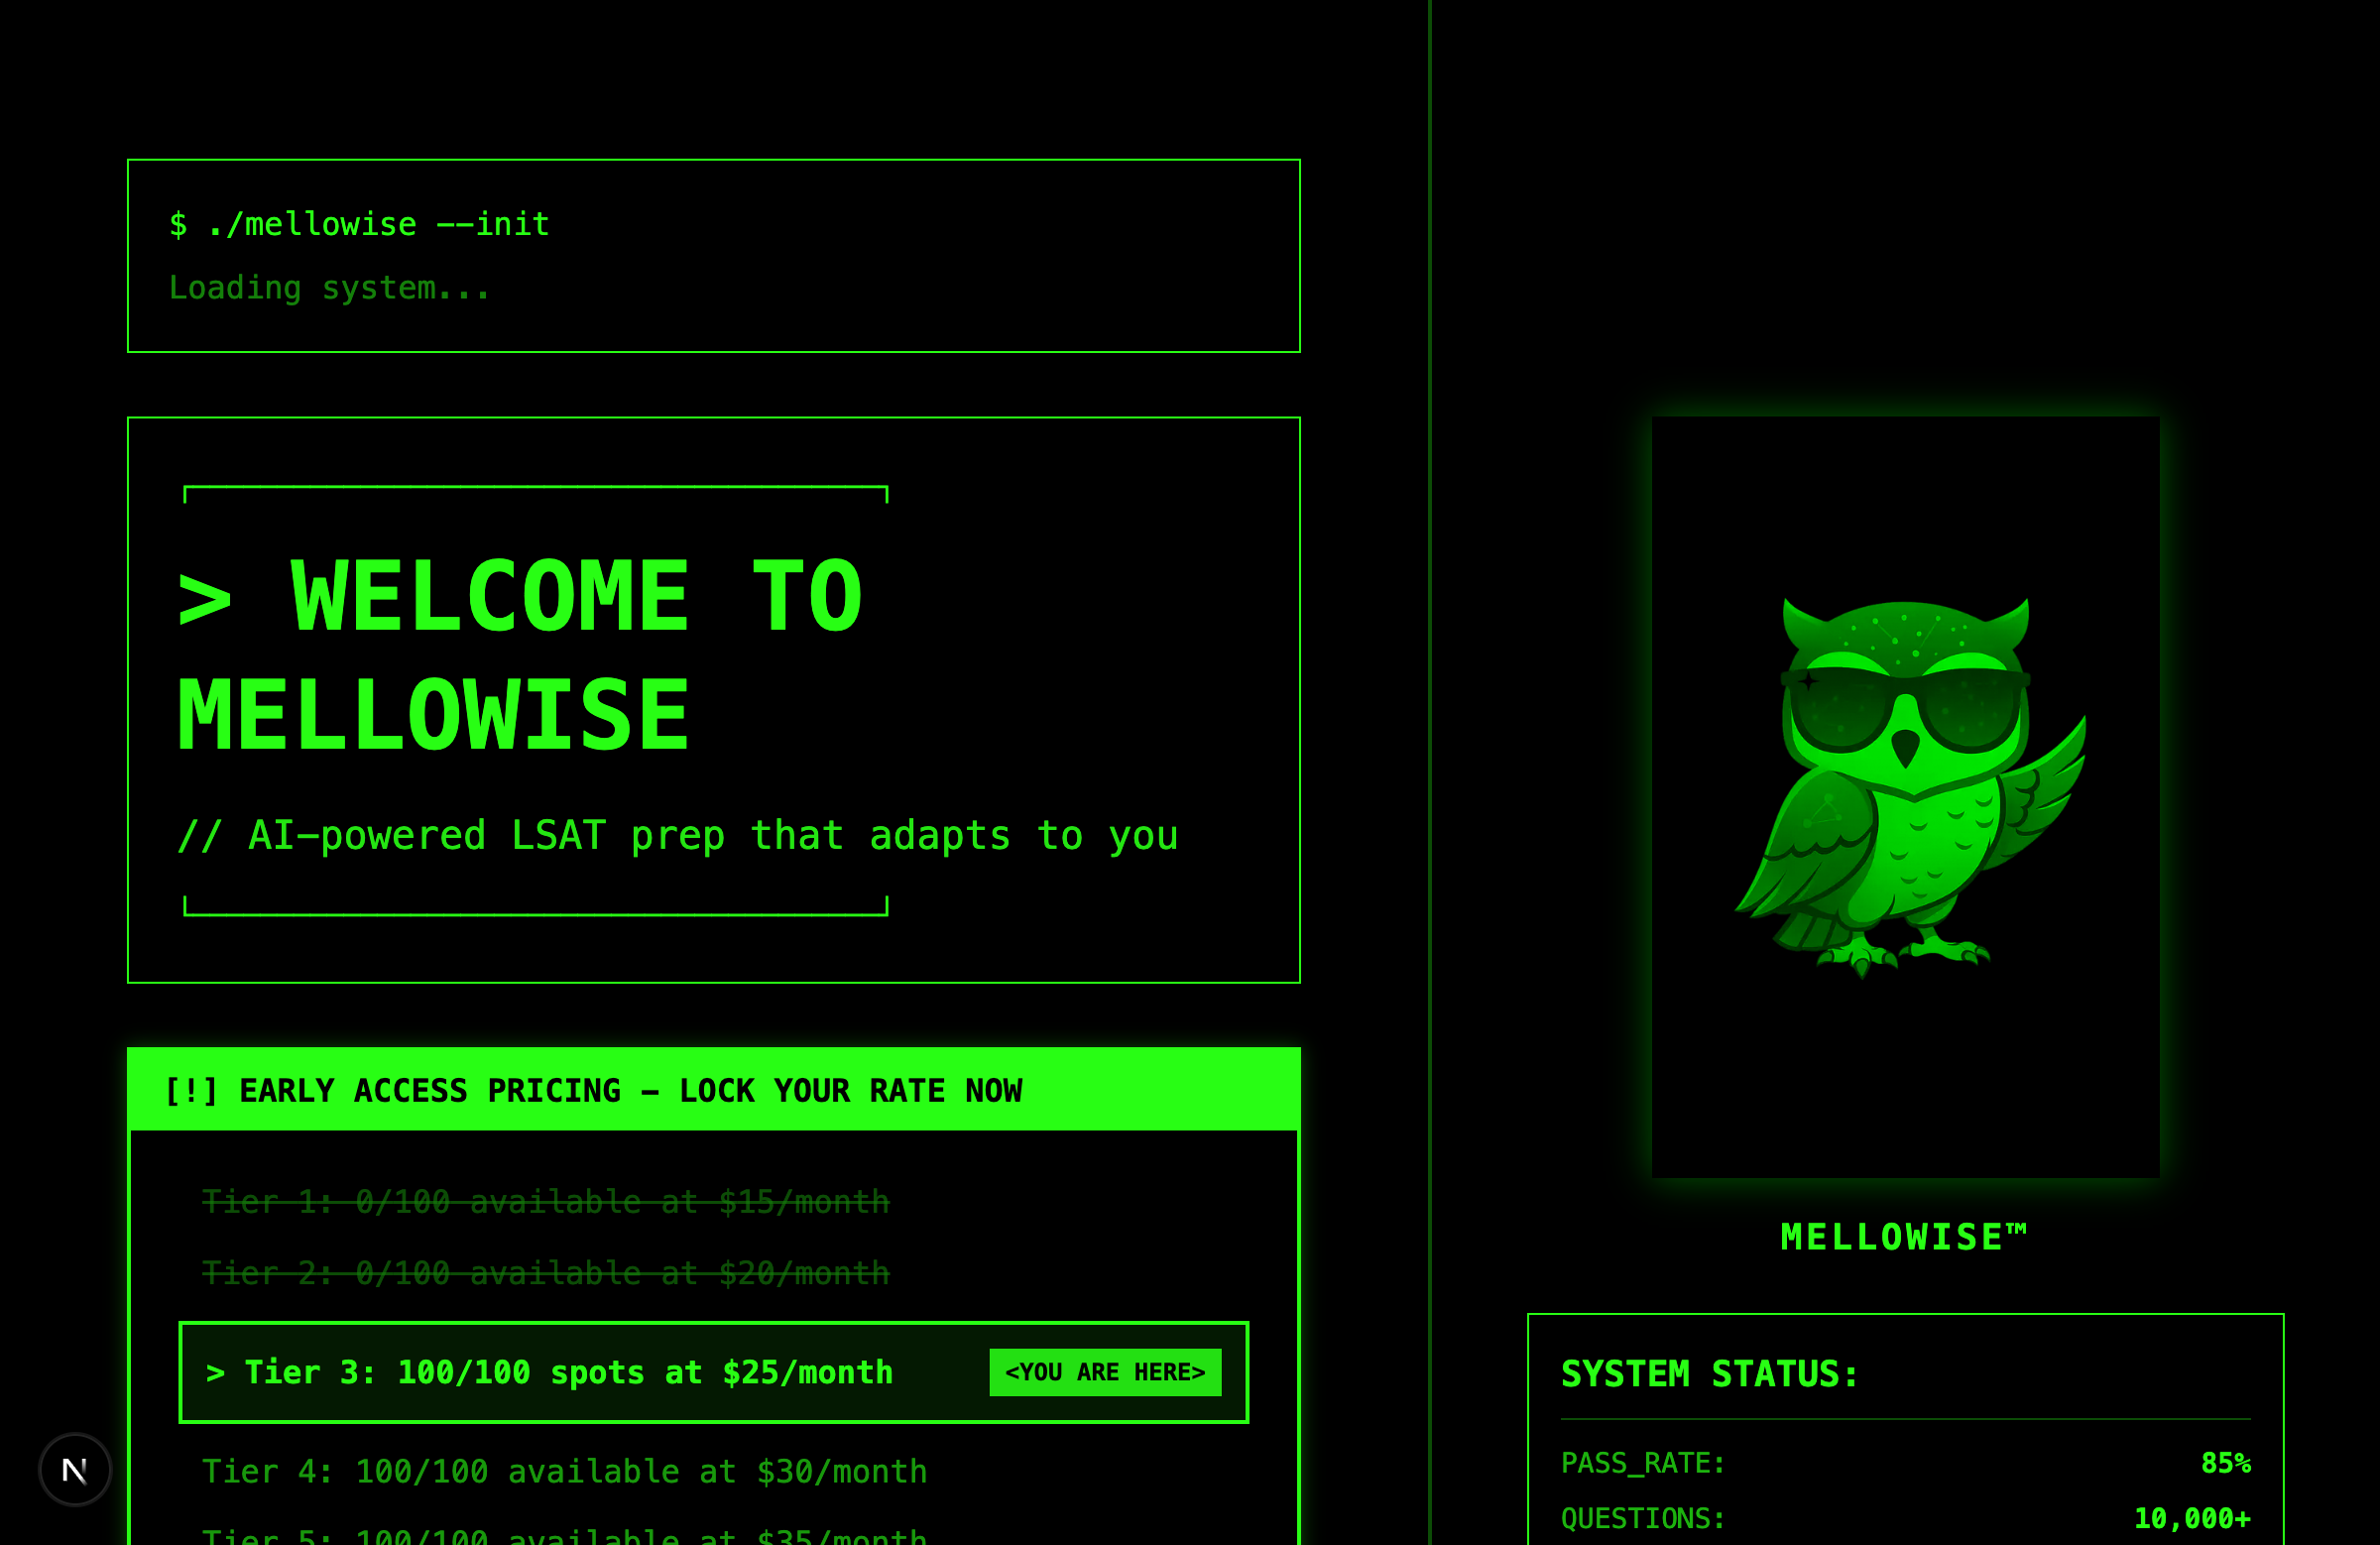 $ ./mellowise --init
Loading system...
> WELCOME TO
MELLOWISE
// AI-powered LSAT prep that adapts to you
[!] EARLY ACCESS PRICING - LOCK YOUR RATE NOW
Tier 1: 0/100 available at $15/month
Tier 2: 0/100 available at $20/month
> Tier 3: 100/100 spots at $25/month <YOU ARE HERE>
Tier 4: 100/100 available at $30/month
Tier 5: 100/100 available at $35/month
N
MELLOWISE™
SYSTEM STATUS:
PASS_RATE: 85%
QUESTIONS: 10,000+